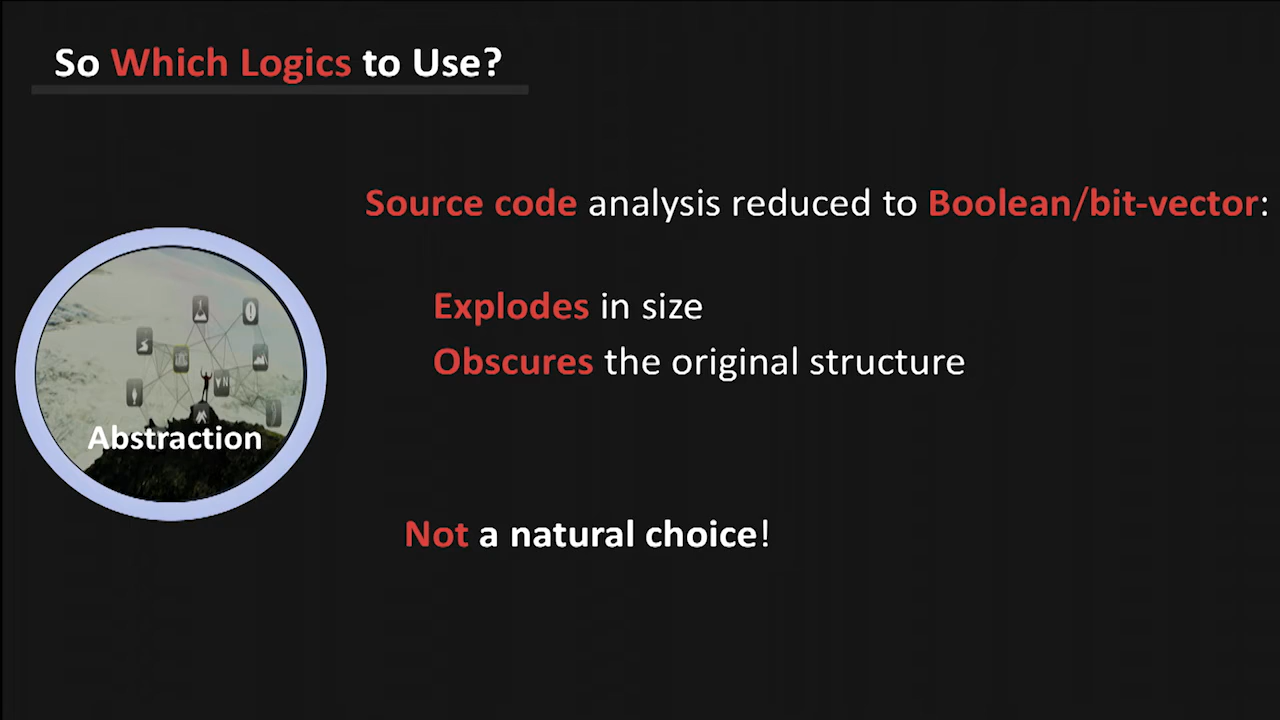 So Which Logics to Use?
Source code analysis reduced to Boolean/bit-vector:
Explodes in size
Obscures the original structure
Abstraction
Not a natural choice!